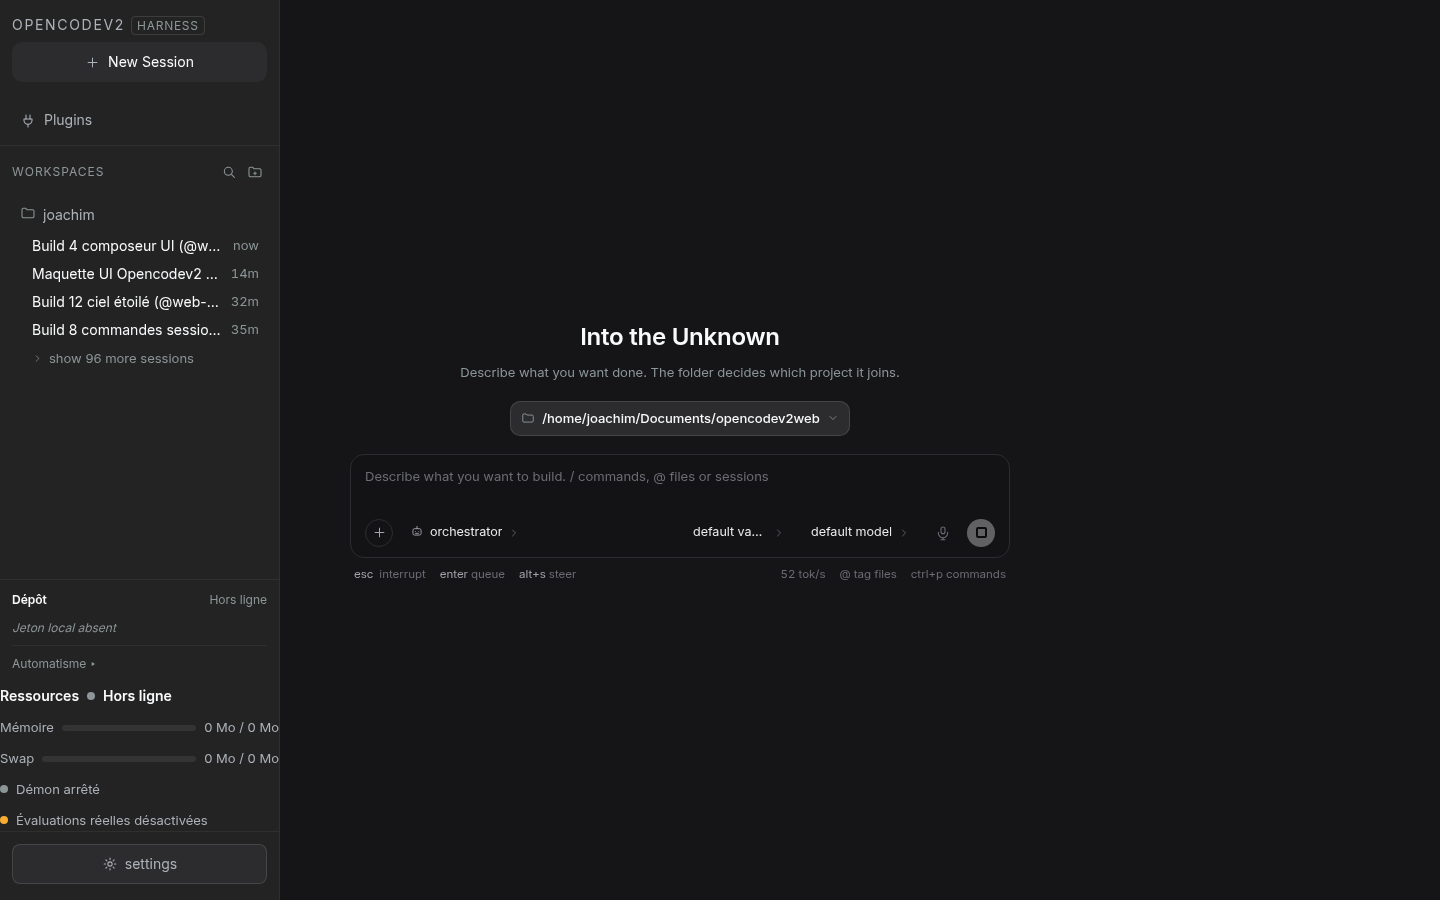 OPENCODEV2 HARNESS
New Session
Plugins
WORKSPACES
joachim
Build 4 composeur UI (@w... now
Maquette UI Opencodev2 ... 14m
Build 12 ciel étoilé (@web-... 32m
Build 8 commandes sessio... 35m
show 96 more sessions
Dépôt Hors ligne
Jeton local absent
Automatisme •
Ressources Hors ligne
Mémoire 0 Mo / 0 Mo
Swap 0 Mo / 0 Mo
Démon arrêté
Évaluations réelles désactivées
settings
Into the Unknown
Describe what you want done. The folder decides which project it joins.
/home/joachim/Documents/opencodev2web
Describe what you want to build. / commands, @ files or sessions
orchestrator default va... default model
esc interrupt enter queue alt+s steer 52 tok/s @ tag files ctrl+p commands